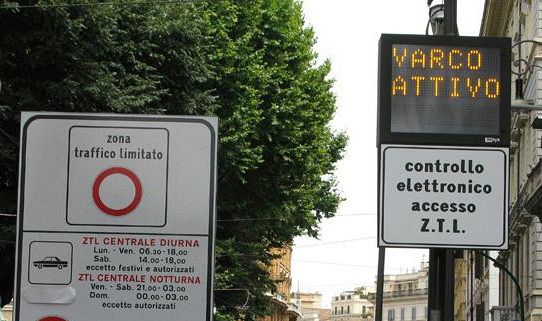 zona
traffico limitato
ZTL CENTRALE DIURNA
Lun. - Ven. 06.30-18.00
Sab. 14.00-18.00
eccetto festivi e autorizzati
ZTL CENTRALE NOTTURNA
Ven. - Sab. 21.00-03.00
Dom. 00.00-03.00
eccetto autorizzati
VARCO
ATTIVO
controllo
elettronico
accesso
Z.T.L.